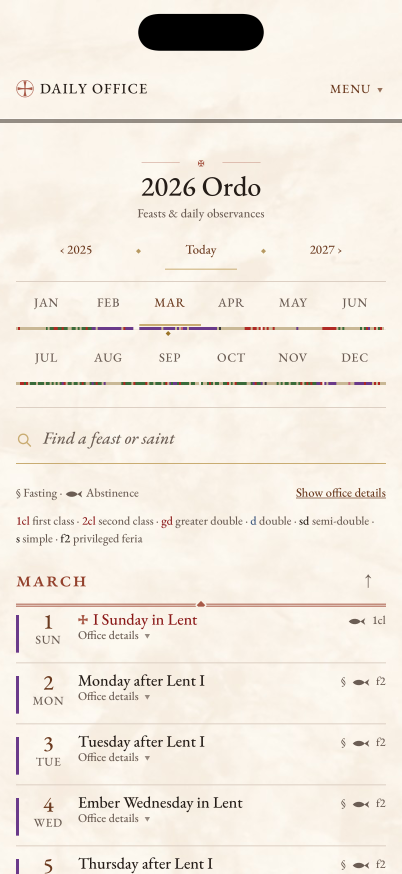 DAILY OFFICE
MENU ▼
2026 Ordo
Feasts & daily observances
‹ 2025 ◆ Today ◆ 2027 ›
JAN FEB MAR APR MAY JUN
JUL AUG SEP OCT NOV DEC
Find a feast or saint
§ Fasting · Abstinence
Show office details
1cl first class · 2cl second class · gd greater double · d double · sd semi-double ·
s simple · f2 privileged feria
MARCH ↑
1 ✠ I Sunday in Lent 1cl
SUN Office details ▼
2 Monday after Lent I § f2
MON Office details ▼
3 Tuesday after Lent I § f2
TUE Office details ▼
4 Ember Wednesday in Lent § f2
WED Office details ▼
5 Thursday after Lent I § f2